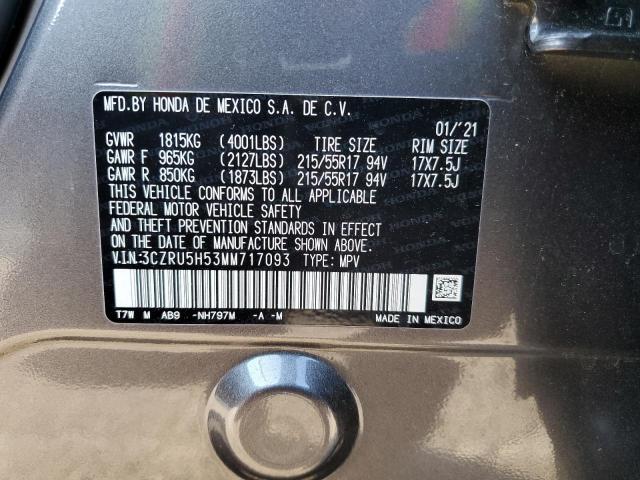 MFD.BY HONDA DE MEXICO S.A. DE C.V.
01/'21
GVWR 1815KG (4001LBS) TIRE SIZE RIM SIZE
GAWR F 965KG (2127LBS) 215/55R17 94V 17X7.5J
GAWR R 850KG (1873LBS) 215/55R17 94V 17X7.5J
THIS VEHICLE CONFORMS TO ALL APPLICABLE
FEDERAL MOTOR VEHICLE SAFETY
AND THEFT PREVENTION STANDARDS IN EFFECT
ON THE DATE OF MANUFACTURE SHOWN ABOVE.
V.I.N:3CZRU5H53MM717093 TYPE: MPV
T7W M AB9 -NH797M -A -M MADE IN MEXICO